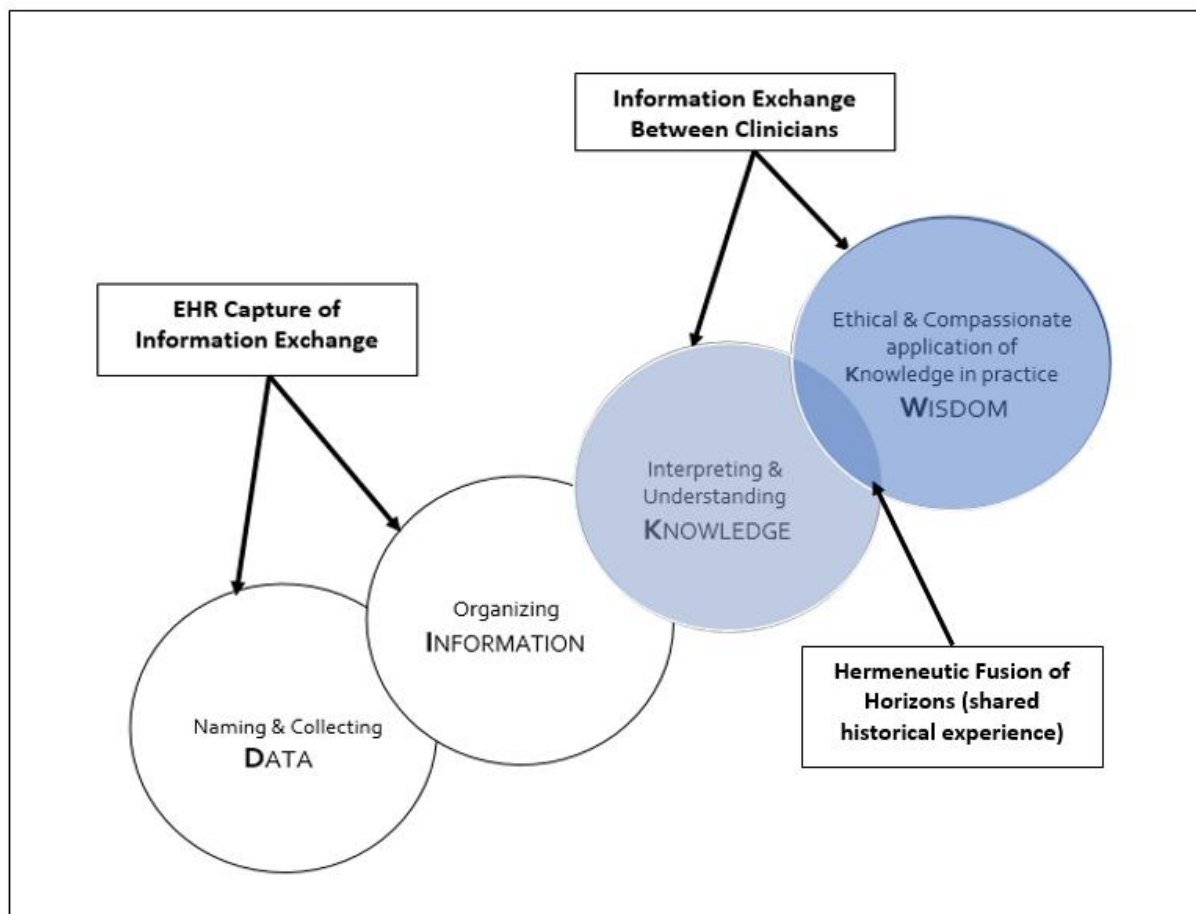 Information Exchange
Between Clinicians
EHR Capture of
Information Exchange
Ethical & Compassionate
application of
Knowledge in practice
WISDOM
Interpreting &
Understanding
KNOWLEDGE
Organizing
INFORMATION
Hermeneutic Fusion of
Horizons (shared
historical experience)
Naming & Collecting
DATA